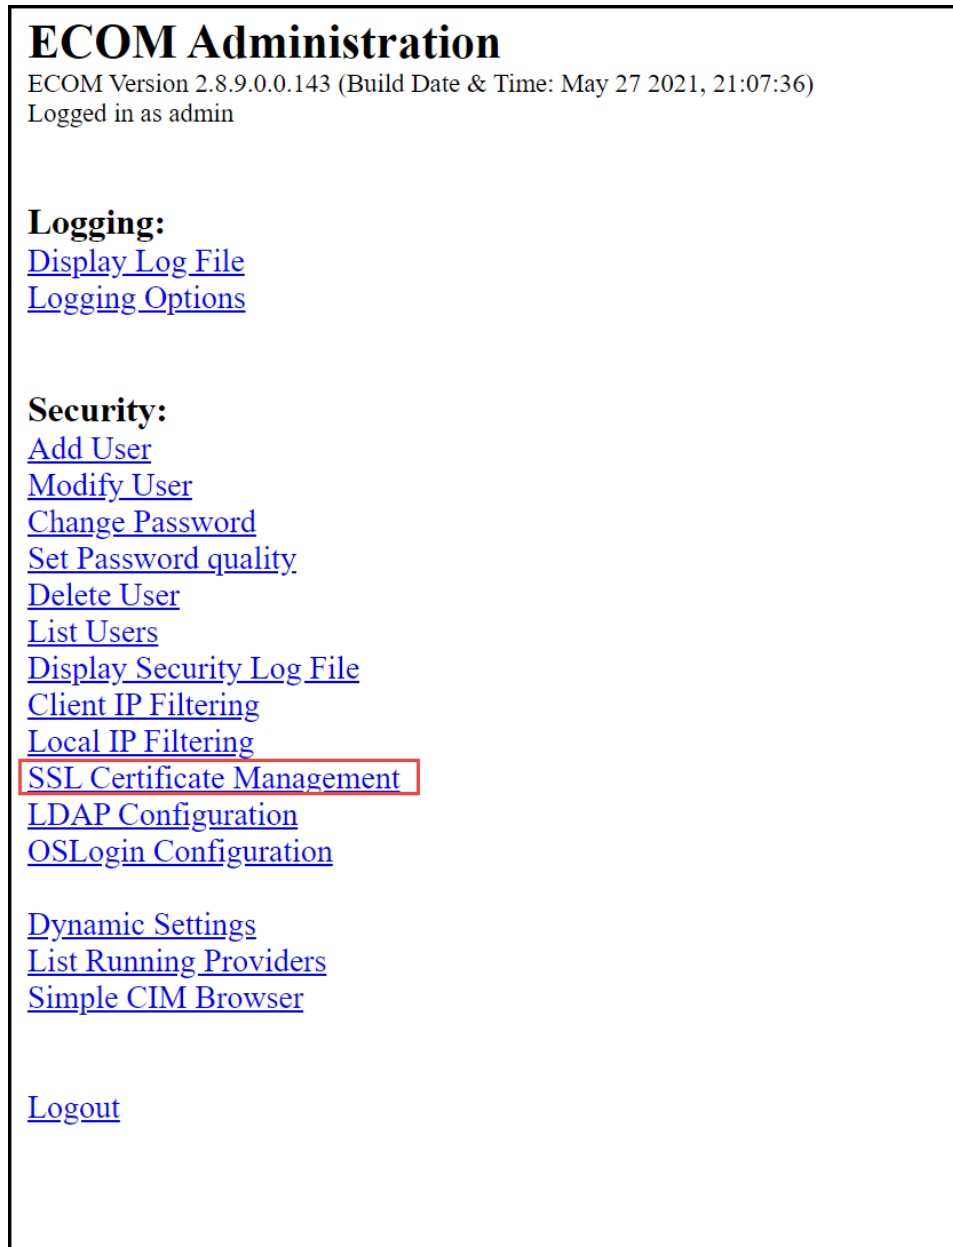 ECOM Administration
ECOM Version 2.8.9.0.0.143 (Build Date & Time: May 27 2021, 21:07:36)
Logged in as admin
Logging:
Display Log File
Logging Options
Security:
Add User
Modify User
Change Password
Set Password quality
Delete User
List Users
Display Security Log File
Client IP Filtering
Local IP Filtering
SSL Certificate Management
LDAP Configuration
OSLogin Configuration
Dynamic Settings
List Running Providers
Simple CIM Browser
Logout